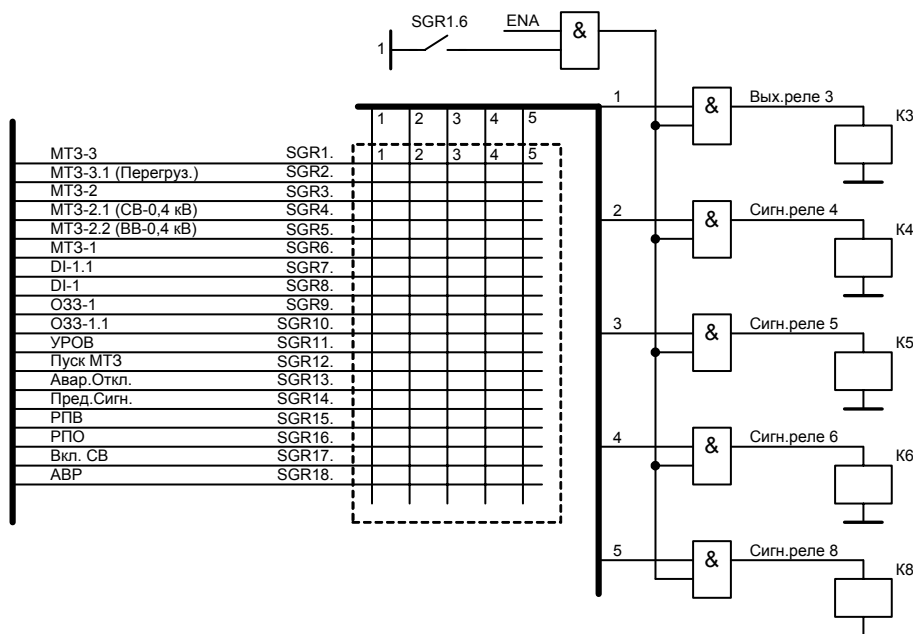 SGR1.6
ENA
&
1
1 2 3 4 5
1 2 3 4 5
МТЗ-3 SGR1.
МТЗ-3.1 (Перегруз.) SGR2.
МТЗ-2 SGR3.
МТЗ-2.1 (СВ-0,4 кВ) SGR4.
МТЗ-2.2 (ВВ-0,4 кВ) SGR5.
МТЗ-1 SGR6.
DI-1.1 SGR7.
DI-1 SGR8.
ОЗЗ-1 SGR9.
ОЗЗ-1.1 SGR10.
УРОВ SGR11.
Пуск МТЗ SGR12.
Авар.Откл. SGR13.
Пред.Сигн. SGR14.
РПВ SGR15.
РПО SGR16.
Вкл. СВ SGR17.
АВР SGR18.
1 & Вых.реле 3 К3
2 & Сигн.реле 4 К4
3 & Сигн.реле 5 К5
4 & Сигн.реле 6 К6
5 & Сигн.реле 8 К8